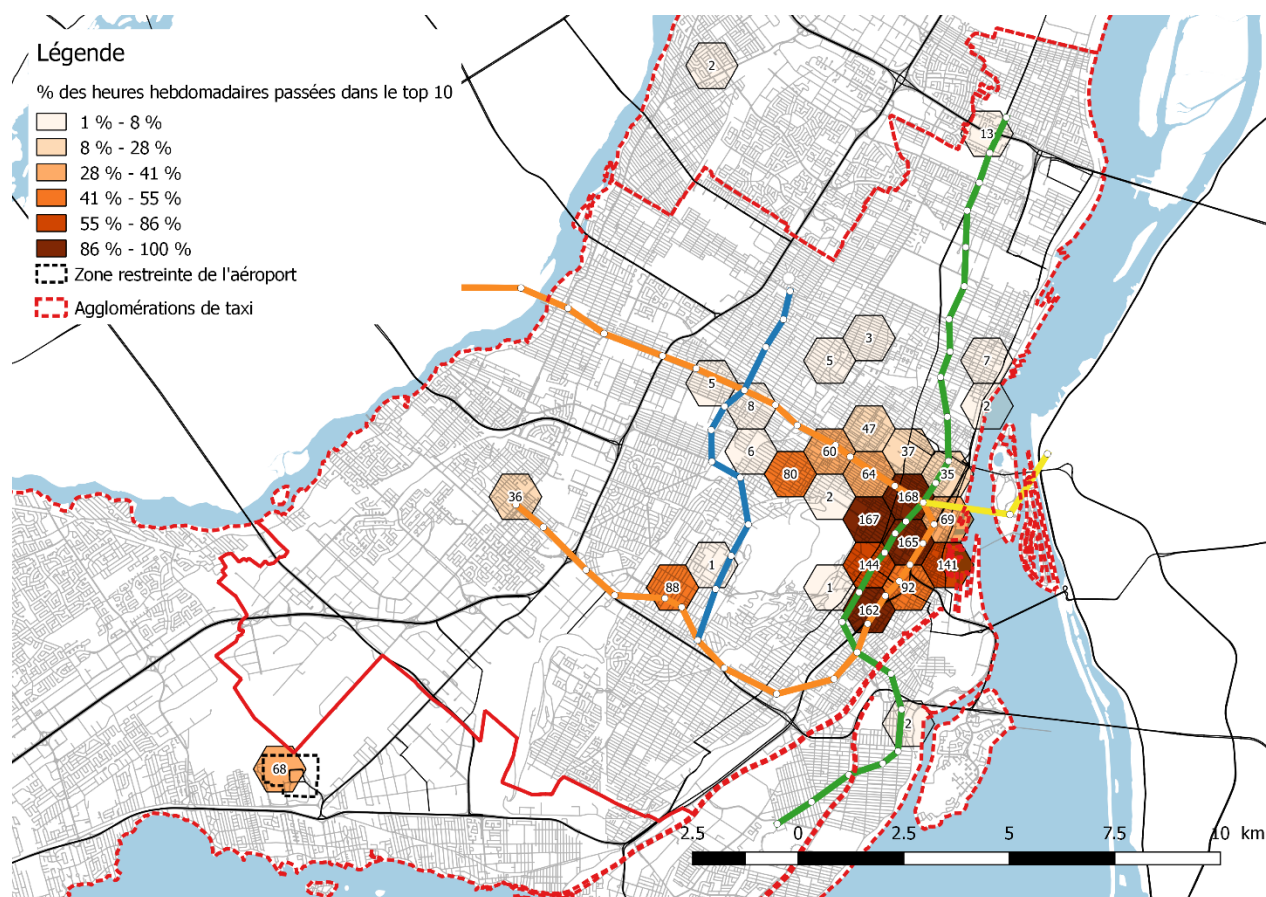 Légende
% des heures hebdomadaires passées dans le top 10
1 % - 8 %
8 % - 28 %
28 % - 41 %
41 % - 55 %
55 % - 86 %
86 % - 100 %
Zone restreinte de l'aéroport
Agglomérations de taxi
2
13
3
5
7
5
8
2
47
6
60
37
80
64
35
36
2
168
167
69
165
1
144
141
88
1
92
162
2
68
2.5 0 2.5 5 7.5 10 km